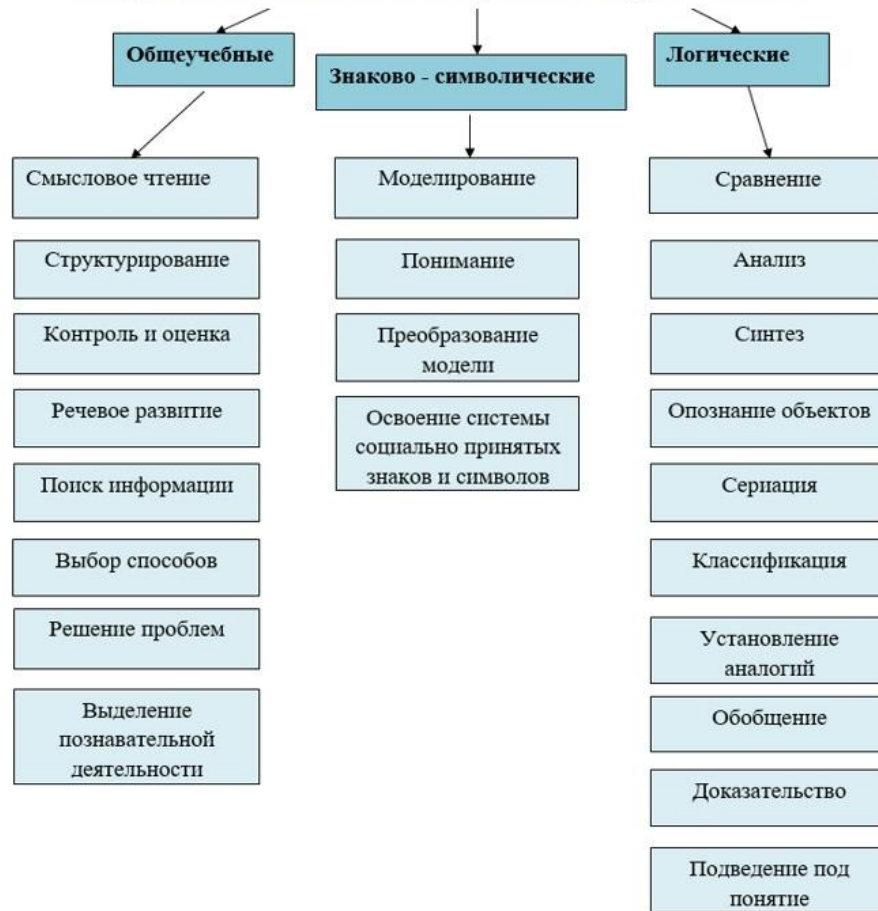 Общеучебные
Знаково - символические
Логические
Смысловое чтение
Структурирование
Контроль и оценка
Речевое развитие
Поиск информации
Выбор способов
Решение проблем
Выделение
познавательной
деятельности
Моделирование
Понимание
Преобразование
модели
Освоение системы
социально принятых
знаков и символов
Сравнение
Анализ
Синтез
Опознание объектов
Сериация
Классификация
Установление
аналогий
Обобщение
Доказательство
Подведение под
понятие